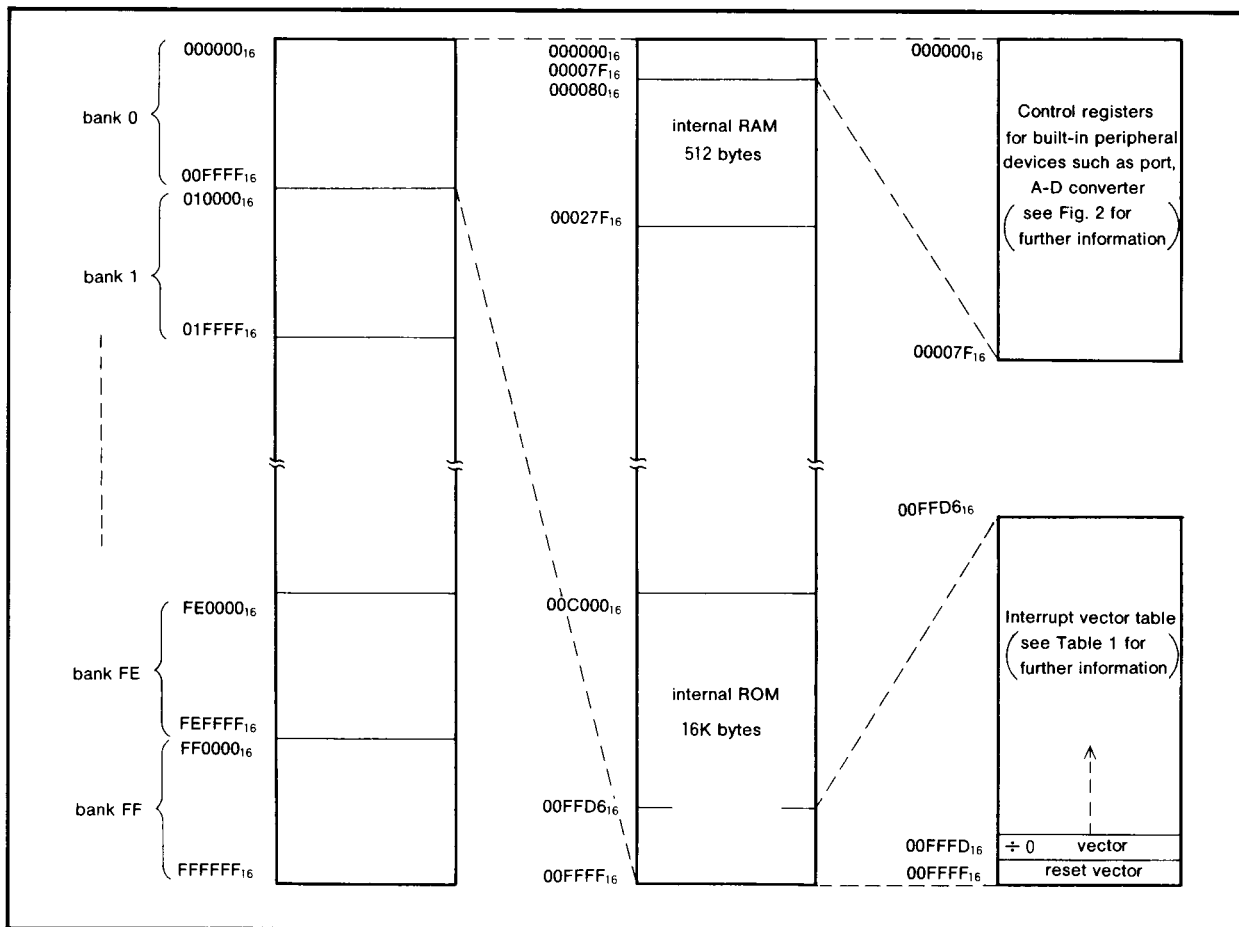 000000₁₆
bank 0
00FFFF₁₆
010000₁₆
bank 1
01FFFF₁₆
FE0000₁₆
bank FE
FEFFFF₁₆
FF0000₁₆
bank FF
FFFFFF₁₆
000000₁₆
00007F₁₆
000080₁₆
internal RAM
512 bytes
00027F₁₆
00C000₁₆
internal ROM
16K bytes
00FFD6₁₆
00FFFF₁₆
000000₁₆
Control registers
for built-in peripheral
devices such as port,
A-D converter
(see Fig. 2 for
further information)
00007F₁₆
00FFD6₁₆
Interrupt vector table
(see Table 1 for
further information)
00FFFD₁₆ ÷ 0 vector
00FFFF₁₆ reset vector